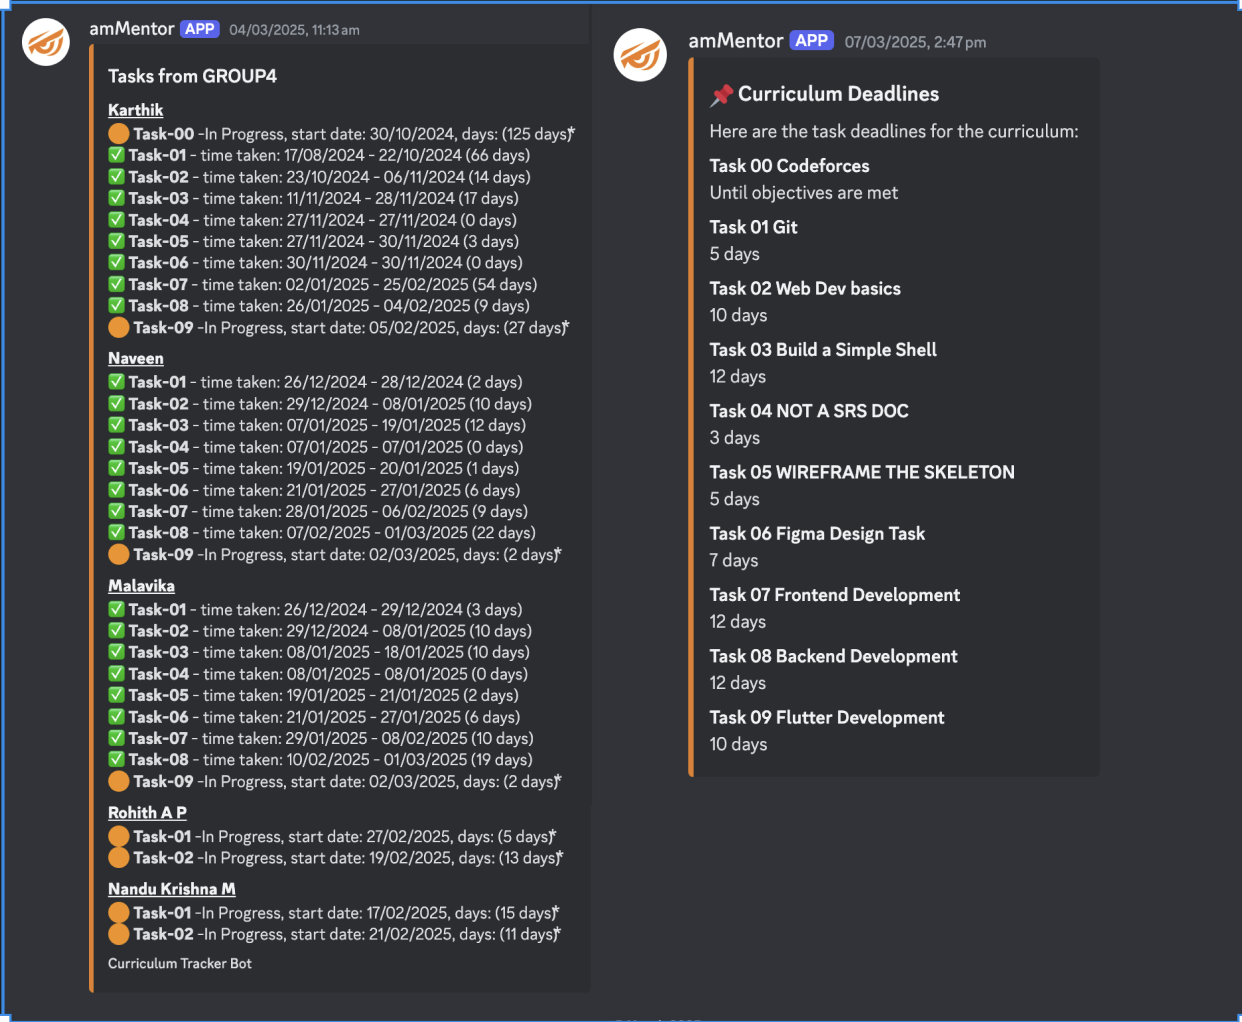 amMentor APP 04/03/2025, 11:13 am
Tasks from GROUP4
Karthik
Task-00 -In Progress, start date: 30/10/2024, days: (125 days)*
Task-01 - time taken: 17/08/2024 - 22/10/2024 (66 days)
Task-02 - time taken: 23/10/2024 - 06/11/2024 (14 days)
Task-03 - time taken: 11/11/2024 - 28/11/2024 (17 days)
Task-04 - time taken: 27/11/2024 - 27/11/2024 (0 days)
Task-05 - time taken: 27/11/2024 - 30/11/2024 (3 days)
Task-06 - time taken: 30/11/2024 - 30/11/2024 (0 days)
Task-07 - time taken: 02/01/2025 - 25/02/2025 (54 days)
Task-08 - time taken: 26/01/2025 - 04/02/2025 (9 days)
Task-09 -In Progress, start date: 05/02/2025, days: (27 days)*
Naveen
Task-01 - time taken: 26/12/2024 - 28/12/2024 (2 days)
Task-02 - time taken: 29/12/2024 - 08/01/2025 (10 days)
Task-03 - time taken: 07/01/2025 - 19/01/2025 (12 days)
Task-04 - time taken: 07/01/2025 - 07/01/2025 (0 days)
Task-05 - time taken: 19/01/2025 - 20/01/2025 (1 days)
Task-06 - time taken: 21/01/2025 - 27/01/2025 (6 days)
Task-07 - time taken: 28/01/2025 - 06/02/2025 (9 days)
Task-08 - time taken: 07/02/2025 - 01/03/2025 (22 days)
Task-09 -In Progress, start date: 02/03/2025, days: (2 days)*
Malavika
Task-01 - time taken: 26/12/2024 - 29/12/2024 (3 days)
Task-02 - time taken: 29/12/2024 - 08/01/2025 (10 days)
Task-03 - time taken: 08/01/2025 - 18/01/2025 (10 days)
Task-04 - time taken: 08/01/2025 - 08/01/2025 (0 days)
Task-05 - time taken: 19/01/2025 - 21/01/2025 (2 days)
Task-06 - time taken: 21/01/2025 - 27/01/2025 (6 days)
Task-07 - time taken: 29/01/2025 - 08/02/2025 (10 days)
Task-08 - time taken: 10/02/2025 - 01/03/2025 (19 days)
Task-09 -In Progress, start date: 02/03/2025, days: (2 days)*
Rohith A P
Task-01 -In Progress, start date: 27/02/2025, days: (5 days)*
Task-02 -In Progress, start date: 19/02/2025, days: (13 days)*
Nandu Krishna M
Task-01 -In Progress, start date: 17/02/2025, days: (15 days)*
Task-02 -In Progress, start date: 21/02/2025, days: (11 days)*
Curriculum Tracker Bot
amMentor APP 07/03/2025, 2:47 pm
Curriculum Deadlines
Here are the task deadlines for the curriculum:
Task 00 Codeforces
Until objectives are met
Task 01 Git
5 days
Task 02 Web Dev basics
10 days
Task 03 Build a Simple Shell
12 days
Task 04 NOT A SRS DOC
3 days
Task 05 WIREFRAME THE SKELETON
5 days
Task 06 Figma Design Task
7 days
Task 07 Frontend Development
12 days
Task 08 Backend Development
12 days
Task 09 Flutter Development
10 days